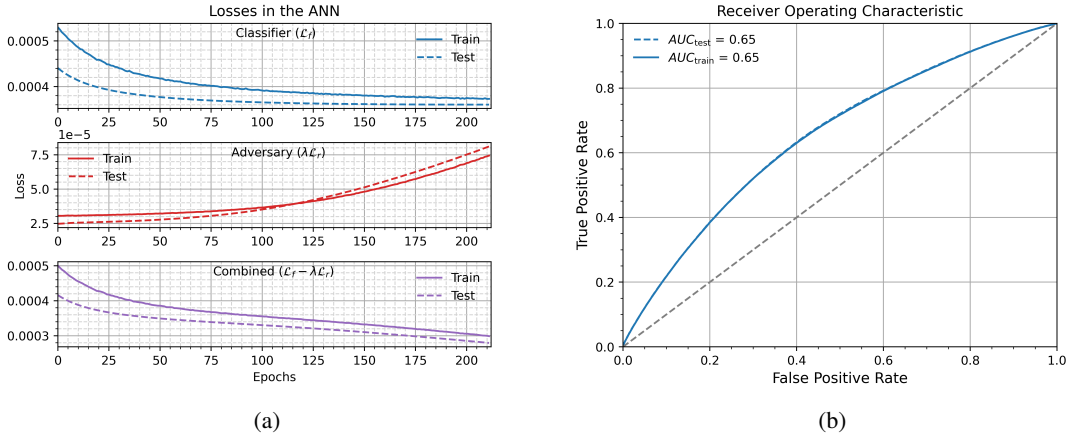 Losses in the ANN
Classifier (ℒf)
Train
Test
0.0005
0.0004
0 25 50 75 100 125 150 175 200
1e−5
Adversary (λℒr)
Train
Test
7.5
5.0
2.5
Loss
0 25 50 75 100 125 150 175 200
Combined (ℒf − λℒr)
Train
Test
0.0005
0.0004
0.0003
0 25 50 75 100 125 150 175 200
Epochs
(a)
Receiver Operating Characteristic
AUCtest = 0.65
AUCtrain = 0.65
1.0
0.8
0.6
0.4
0.2
0.0
True Positive Rate
0.0 0.2 0.4 0.6 0.8 1.0
False Positive Rate
(b)